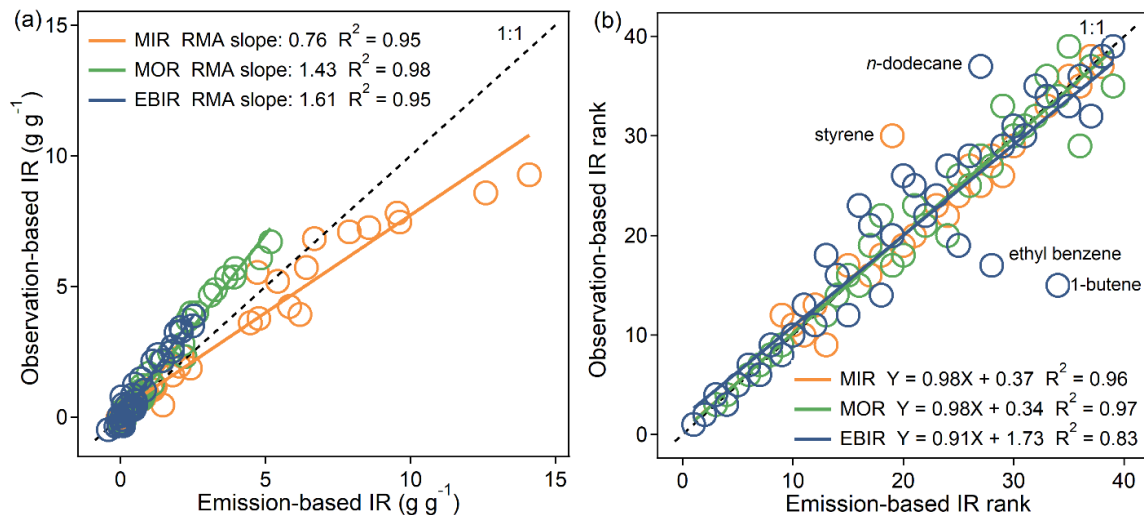 (a)
15
10
5
0
Observation-based IR (g g⁻¹)
MIR RMA slope: 0.76 R² = 0.95
MOR RMA slope: 1.43 R² = 0.98
EBIR RMA slope: 1.61 R² = 0.95
1:1
0 5 10 15
Emission-based IR (g g⁻¹)
(b)
40
30
20
10
0
Observation-based IR rank
1:1
n-dodecane
styrene
ethyl benzene
1-butene
MIR Y = 0.98X + 0.37 R² = 0.96
MOR Y = 0.98X + 0.34 R² = 0.97
EBIR Y = 0.91X + 1.73 R² = 0.83
0 10 20 30 40
Emission-based IR rank